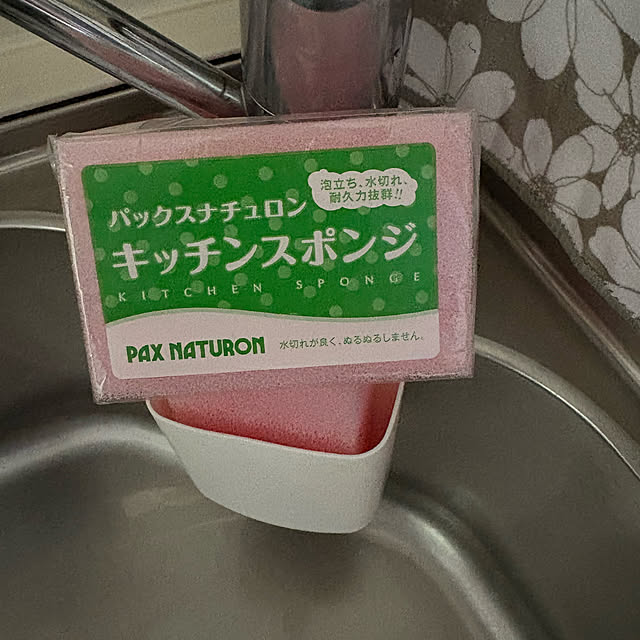 泡立ち、水切れ、
耐久力抜群!!
パックスナチュロン
キッチンスポンジ
KITCHEN SPONGE
PAX NATURON 水切れが良く、ぬるぬるしません。